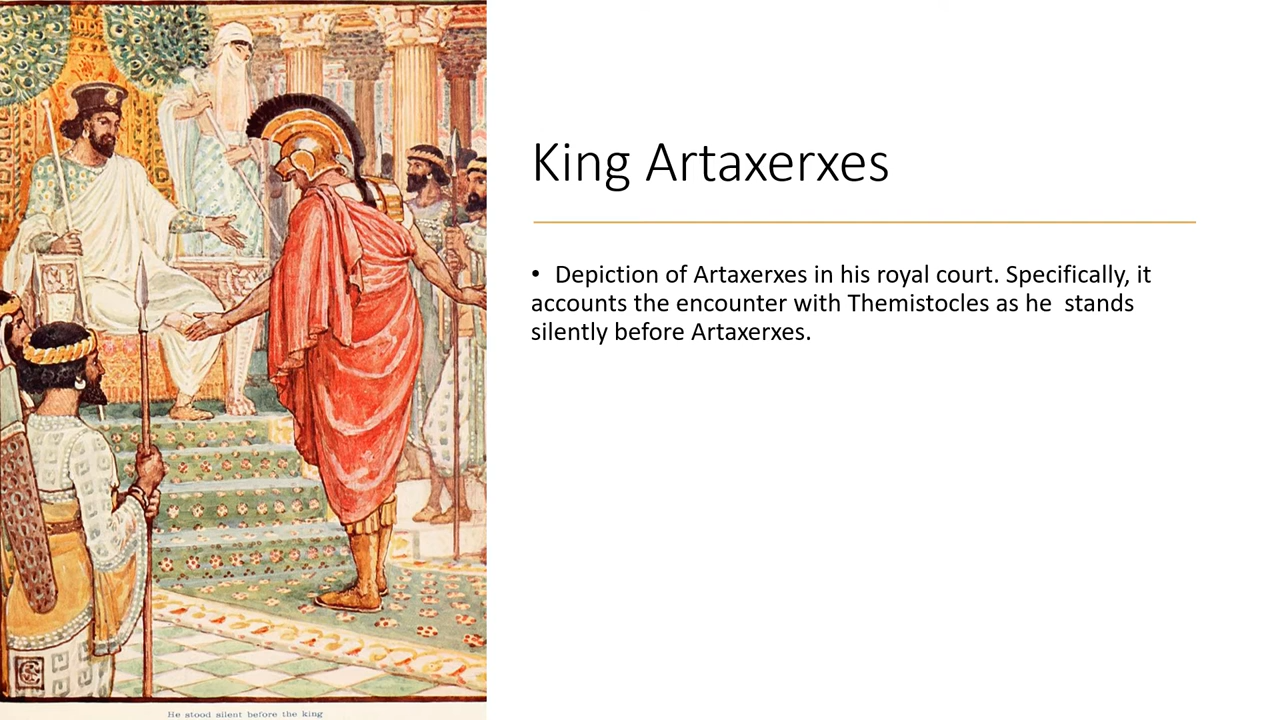 King Artaxerxes
• Depiction of Artaxerxes in his royal court. Specifically, it
accounts the encounter with Themistocles as he  stands
silently before Artaxerxes.
He stood silent before the king